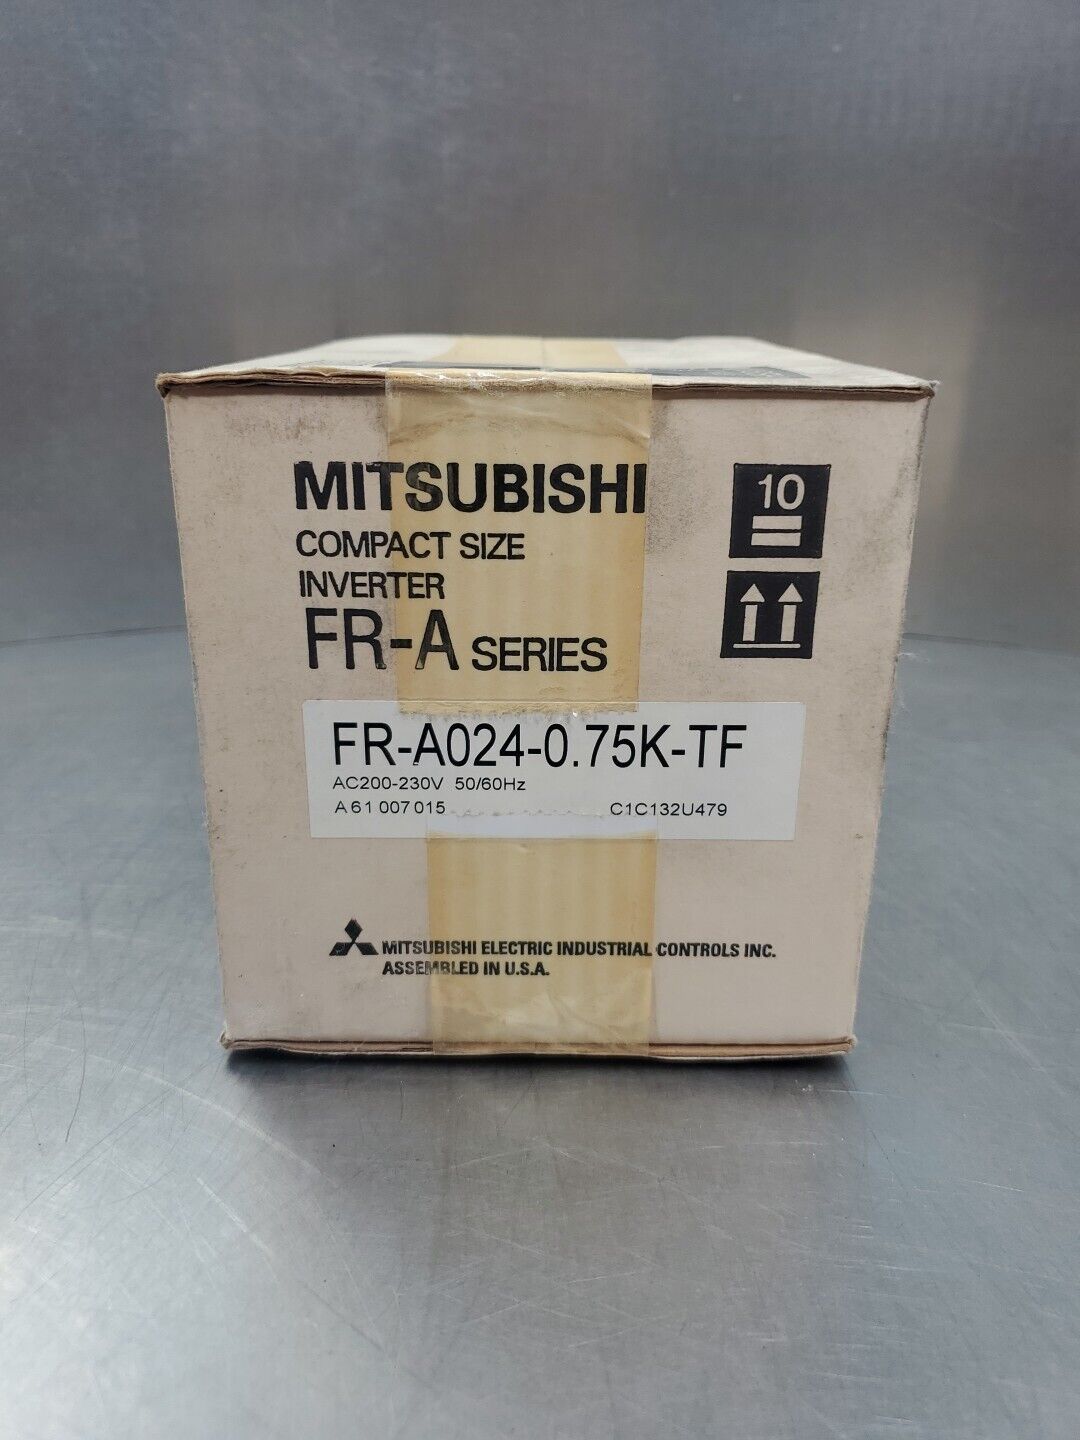 MITSUBISHI
COMPACT SIZE
INVERTER
FR-A SERIES
10
FR-A024-0.75K-TF
AC200-230V 50/60Hz
A61 007015 C1C132U479
MITSUBISHI ELECTRIC INDUSTRIAL CONTROLS INC.
ASSEMBLED IN U.S.A.